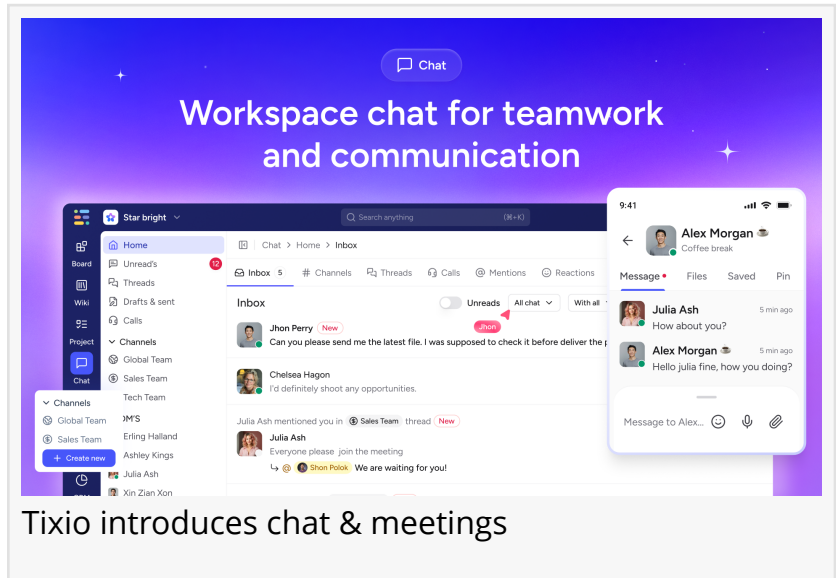 Chat
Workspace chat for teamwork
and communication
Star bright
Search anything
(⌘+K)
Board
Wiki
Project
Chat
Home
Unread's
12
Threads
Drafts & sent
Calls
Channels
Global Team
Sales Team
Tech Team
Erling Halland
Ashley Kings
Julia Ash
Xin Zian Xon
Channels
Global Team
Sales Team
+ Create new
Chat > Home > Inbox
Inbox 5
# Channels
Threads
Calls
@ Mentions
Reactions
Inbox
Unreads
All chat
With all
Jhon
Jhon Perry New
Can you please send me the latest file. I was supposed to check it before deliver the
Chelsea Hagon
I'd definitely shoot any opportunities.
Julia Ash mentioned you in Sales Team thread New
Julia Ash
Everyone please join the meeting
@ Shon Polok We are waiting for you!
9:41
Alex Morgan ☕
Coffee break
Message
Files
Saved
Pin
Julia Ash 5 min ago
How about you?
Alex Morgan ☕ 5 min ago
Hello julia fine, how you doing?
Message to Alex...
Tixio introduces chat & meetings